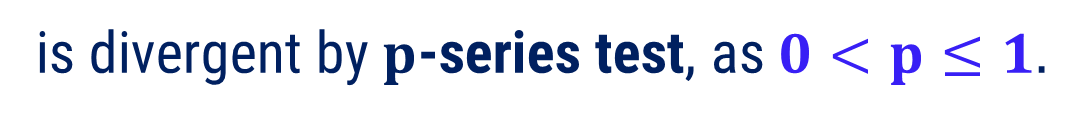 is divergent by p-series test, as 0 < p ≤ 1.